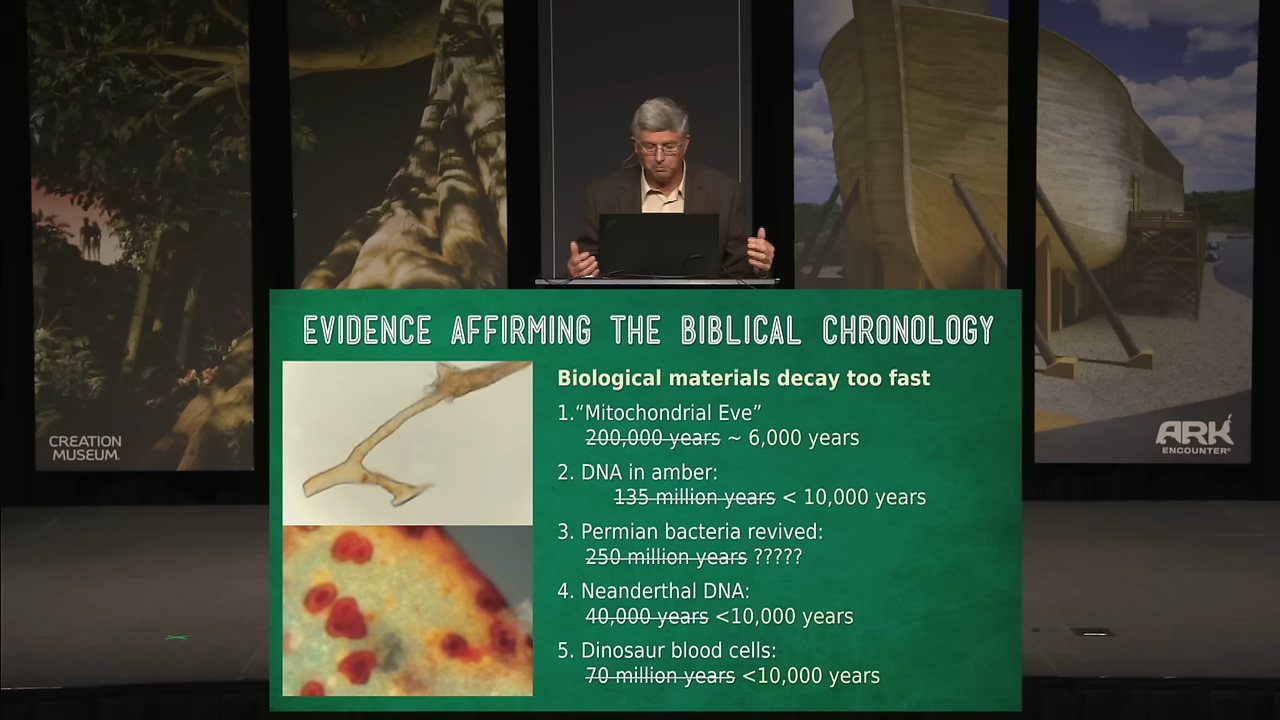 EVIDENCE AFFIRMING THE BIBLICAL CHRONOLOGY
Biological materials decay too fast
1.“Mitochondrial Eve”
200,000 years ~ 6,000 years
2. DNA in amber:
135 million years < 10,000 years
3. Permian bacteria revived:
250 million years ?????
4. Neanderthal DNA:
40,000 years <10,000 years
5. Dinosaur blood cells:
70 million years <10,000 years
CREATION
MUSEUM.
ARK
ENCOUNTER®